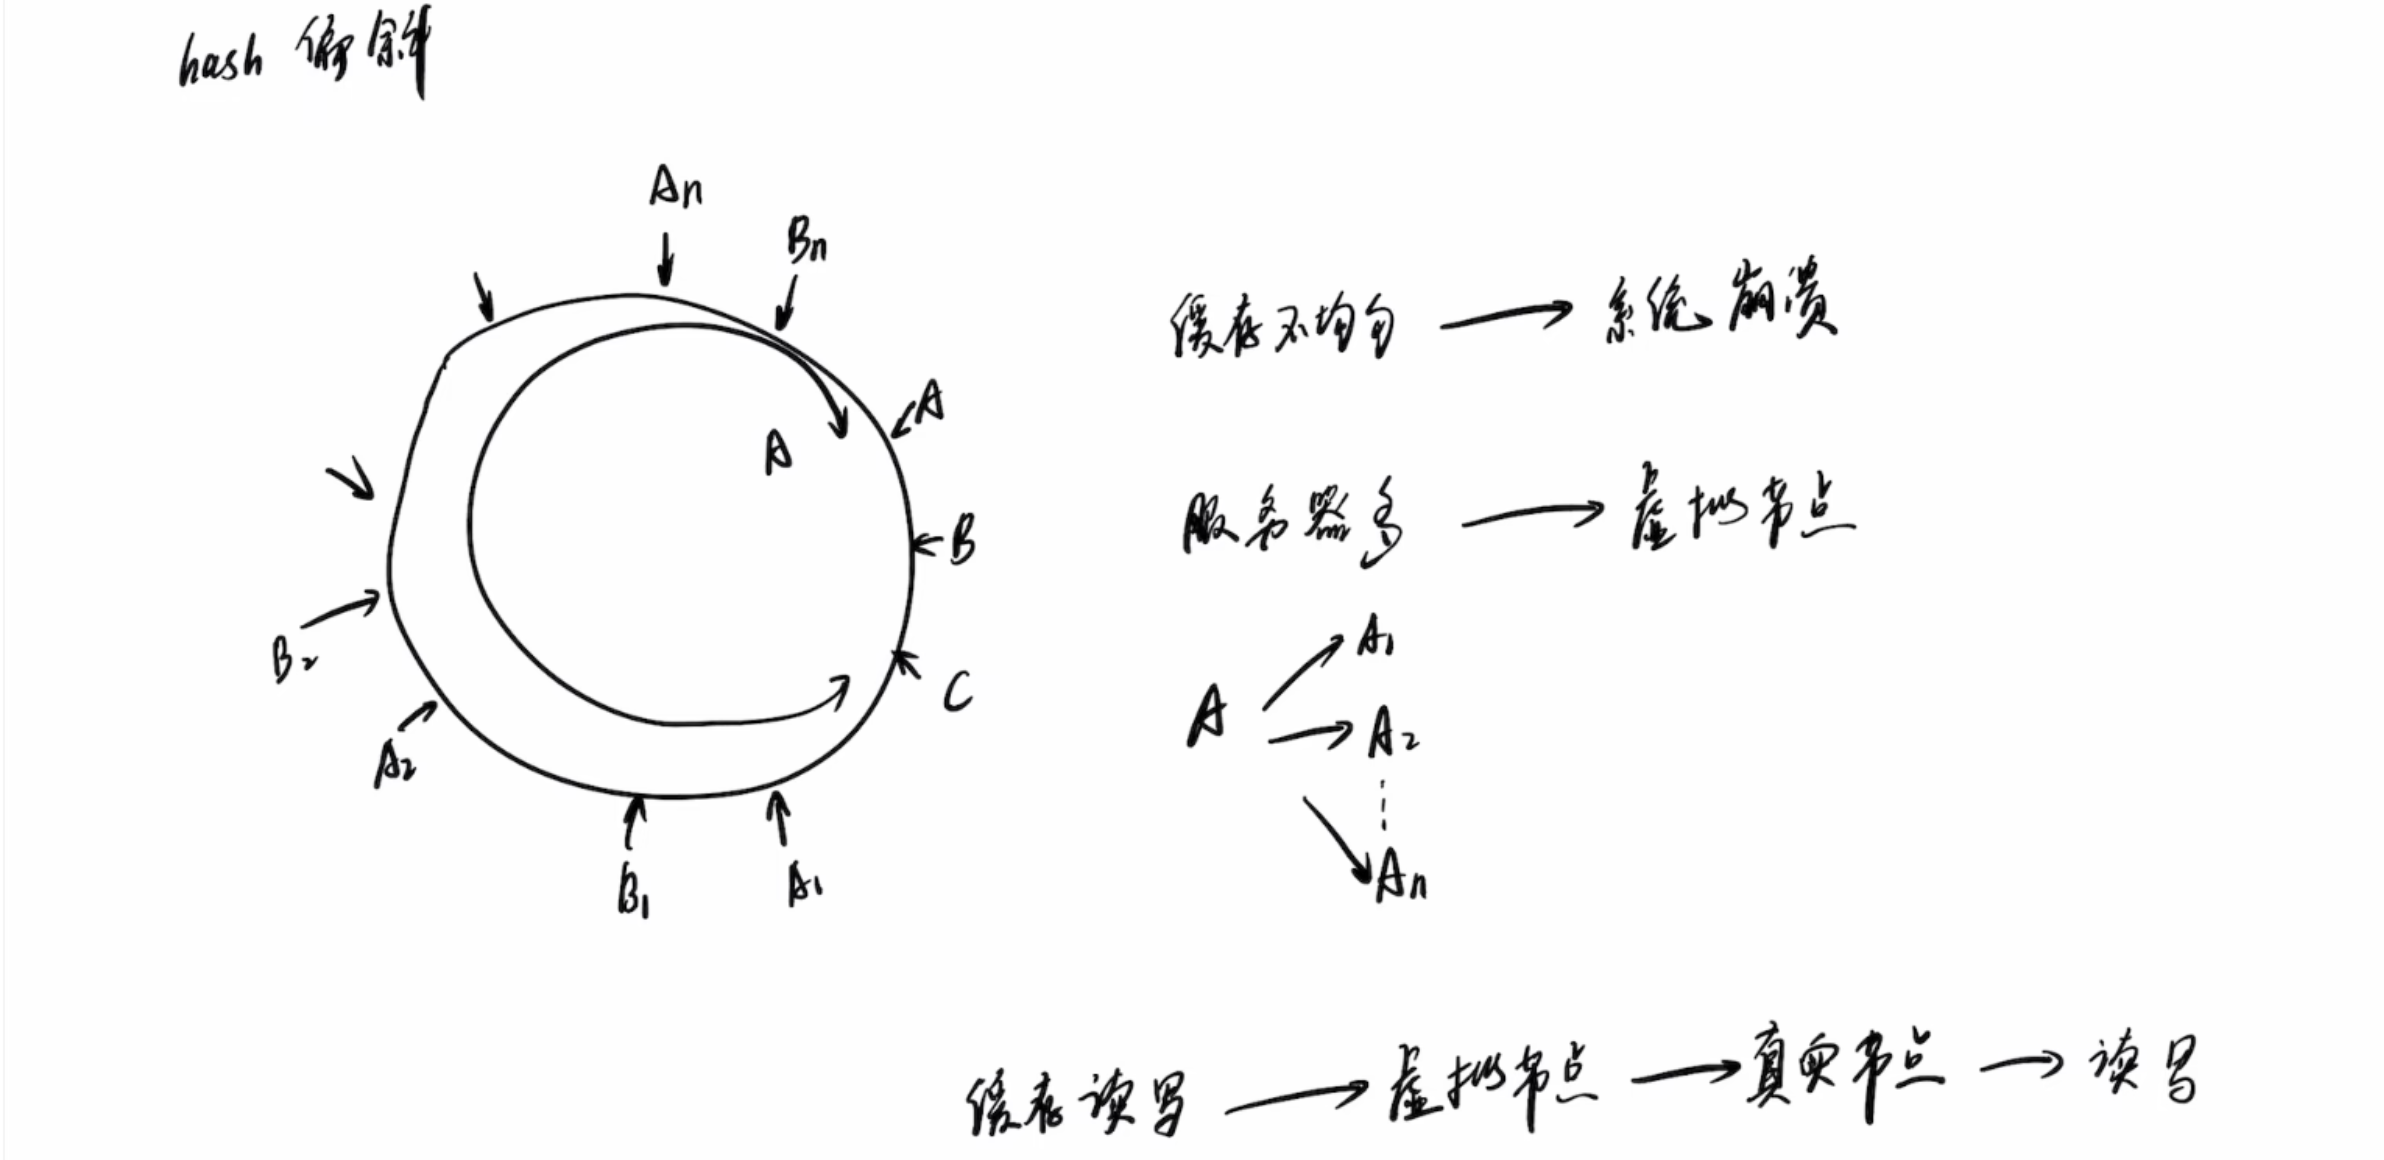 hash 偏斜
An
Bn
A
A
B
C
B2
A2
B1
A1
缓存不均匀 → 系统崩溃
服务器多 → 虚拟节点
A → A1
→ A2
→ An
缓存读写 → 虚拟节点 → 真实节点 → 读写